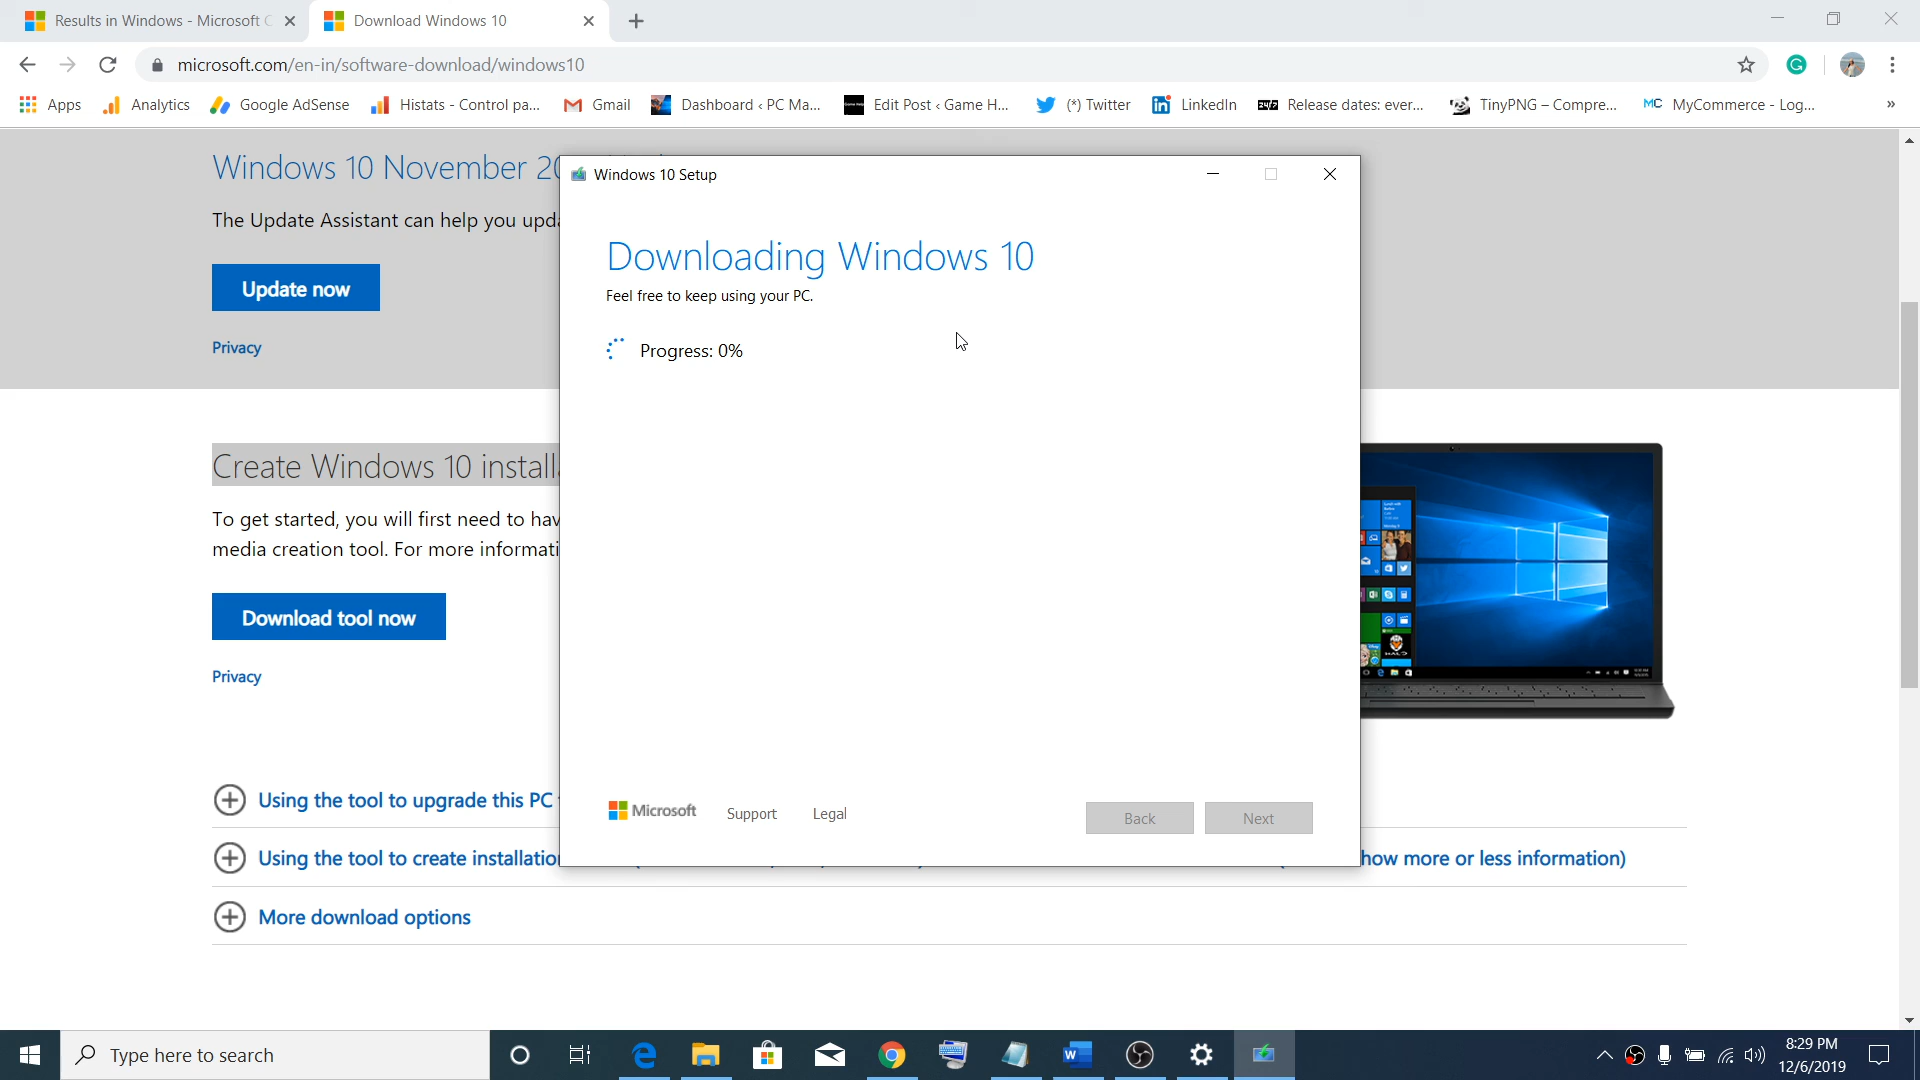 Results in Windows - Microsoft C
Download Windows 10
microsoft.com/en-in/software-download/windows10
Apps
Analytics
Google AdSense
Histats - Control pa...
Gmail
Dashboard ‹ PC Ma...
Edit Post ‹ Game H...
(*) Twitter
LinkedIn
Release dates: ever...
TinyPNG – Compre...
MyCommerce - Log...
»
Windows 10 November 20
The Update Assistant can help you upda
Update now
Privacy
Windows 10 Setup
Downloading Windows 10
Feel free to keep using your PC.
Progress: 0%
Microsoft
Support
Legal
Back
Next
Create Windows 10 installa
To get started, you will first need to hav
media creation tool. For more informati
Download tool now
Privacy
Using the tool to upgrade this PC
Using the tool to create installation
how more or less information)
More download options
Type here to search
8:29 PM
12/6/2019